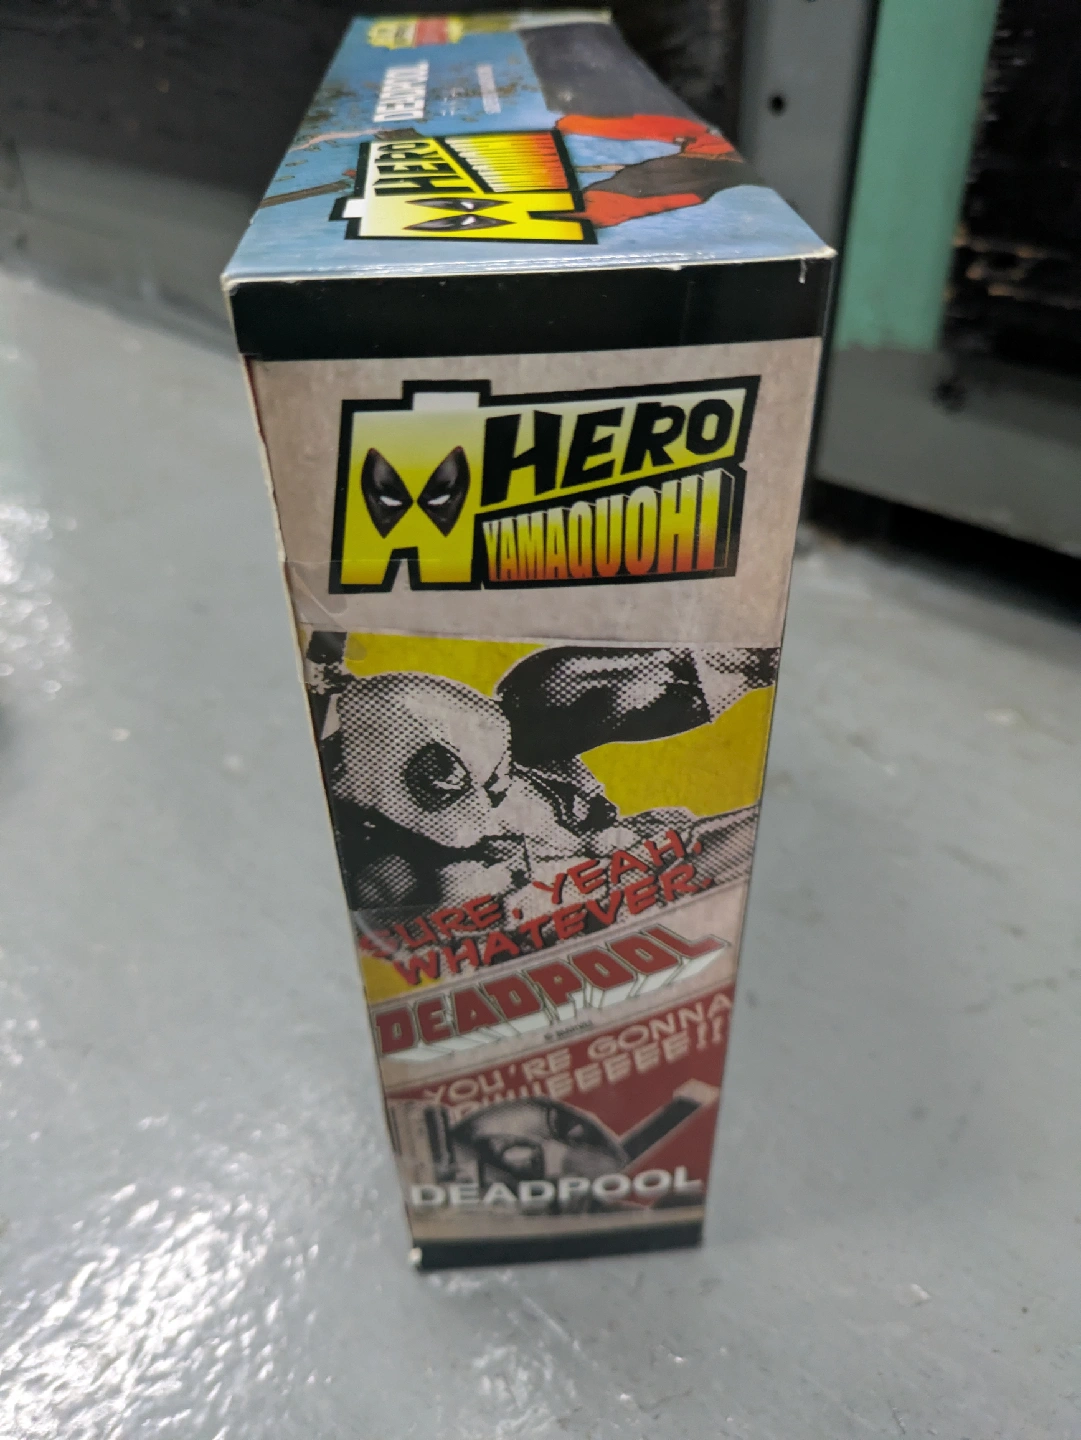 DEADPOOL
HERO
HERO
YAMAQUOHI
SURE, YEAH,
WHATEVER.
DEADPOOL
YOU'RE GONNA
DEADPOOL